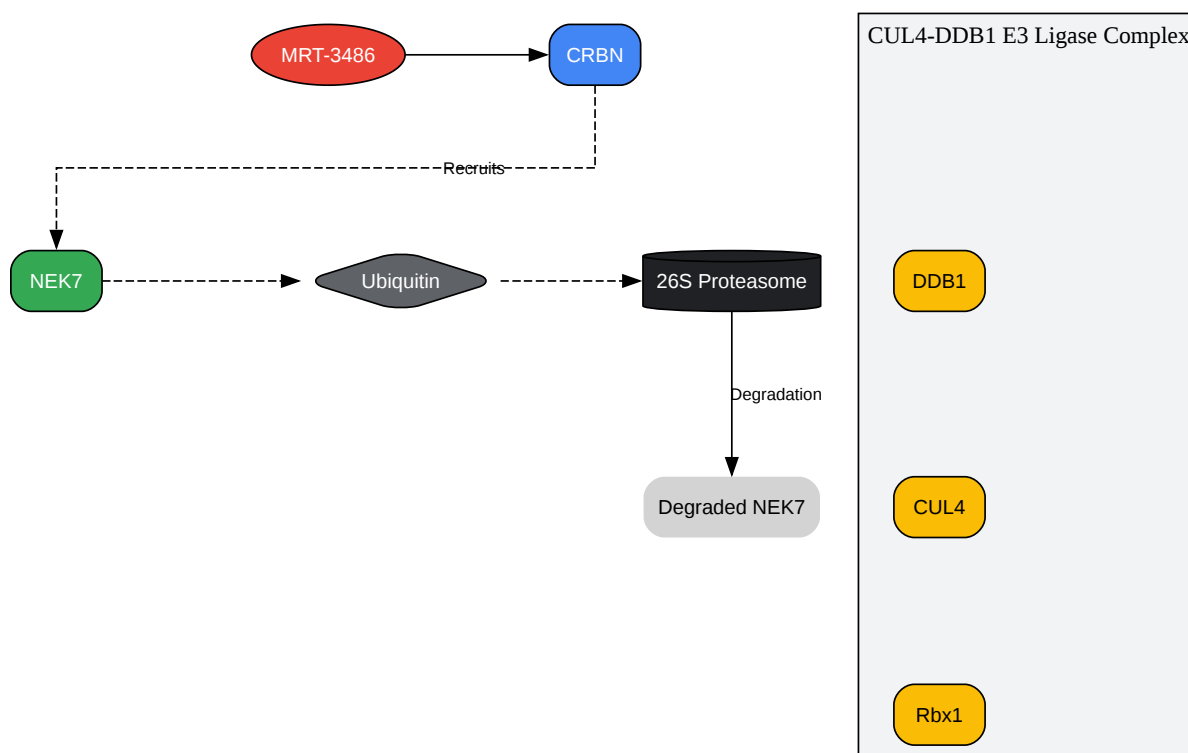 MRT-3486
CRBN
CUL4-DDB1 E3 Ligase Complex
Recruits
NEK7
Ubiquitin
26S Proteasome
DDB1
Degradation
Degraded NEK7
CUL4
Rbx1